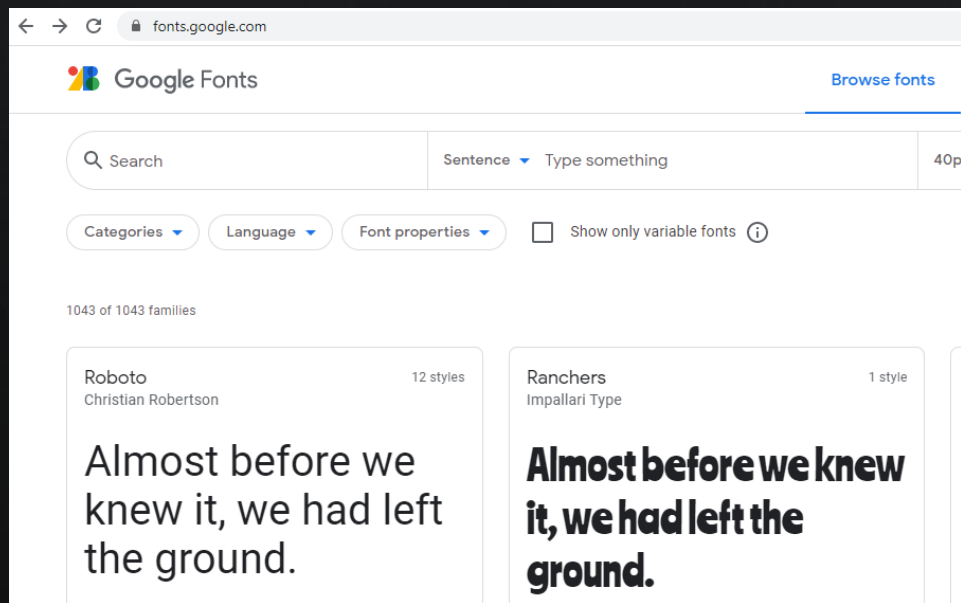 fonts.google.com
Google Fonts
Browse fonts
Search
Sentence
Type something
Categories
Language
Font properties
Show only variable fonts
1043 of 1043 families
Roboto
12 styles
Christian Robertson
Almost before we
knew it, we had left
the ground.
Ranchers
1 style
Impallari Type
Almost before we knew
it, we had left the
ground.